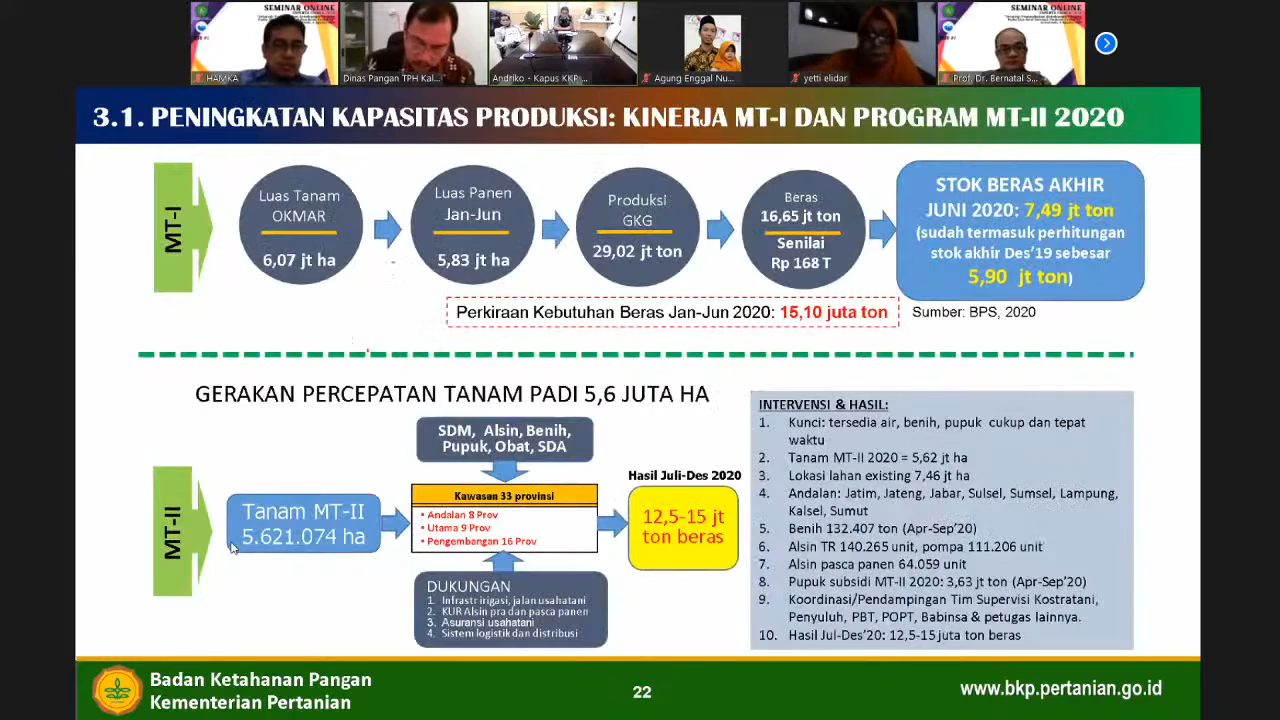 SEMINAR ONLINE
SEMINAR ONLINE
HAMKA
Dinas Pangan TPH Kal...
Andriko - Kapus KKP ...
Agung Enggal Nu...
yetti elidar
Prof. Dr. Bernatal S...
3.1. PENINGKATAN KAPASITAS PRODUKSI: KINERJA MT-I DAN PROGRAM MT-II 2020
MT-I
Luas Tanam
OKMAR
6,07 jt ha
Luas Panen
Jan-Jun
5,83 jt ha
Produksi
GKG
29,02 jt ton
Beras
16,65 jt ton
Senilai
Rp 168 T
STOK BERAS AKHIR
JUNI 2020: 7,49 jt ton
(sudah termasuk perhitungan
stok akhir Des'19 sebesar
5,90 jt ton)
Perkiraan Kebutuhan Beras Jan-Jun 2020: 15,10 juta ton
Sumber: BPS, 2020
GERAKAN PERCEPATAN TANAM PADI 5,6 JUTA HA
MT-II
Tanam MT-II
5.621.074 ha
SDM, Alsin, Benih,
Pupuk, Obat, SDA
Kawasan 33 provinsi
• Andalan 8 Prov
• Utama 9 Prov
• Pengembangan 16 Prov
DUKUNGAN
1. Infrastr irigasi, jalan usahatani
2. KUR Alsin pra dan pasca panen
3. Asuransi usahatani
4. Sistem logistik dan distribusi
Hasil Juli-Des 2020
12,5-15 jt
ton beras
INTERVENSI & HASIL:
1. Kunci: tersedia air, benih, pupuk cukup dan tepat
waktu
2. Tanam MT-II 2020 = 5,62 jt ha
3. Lokasi lahan existing 7,46 jt ha
4. Andalan: Jatim, Jateng, Jabar, Sulsel, Sumsel, Lampung,
Kalsel, Sumut
5. Benih 132.407 ton (Apr-Sep'20)
6. Alsin TR 140.265 unit, pompa 111.206 unit
7. Alsin pasca panen 64.059 unit
8. Pupuk subsidi MT-II 2020: 3,63 jt ton (Apr-Sep'20)
9. Koordinasi/Pendampingan Tim Supervisi Kostratani,
Penyuluh, PBT, POPT, Babinsa & petugas lainnya.
10. Hasil Jul-Des'20: 12,5-15 juta ton beras
Badan Ketahanan Pangan
Kementerian Pertanian
22
www.bkp.pertanian.go.id